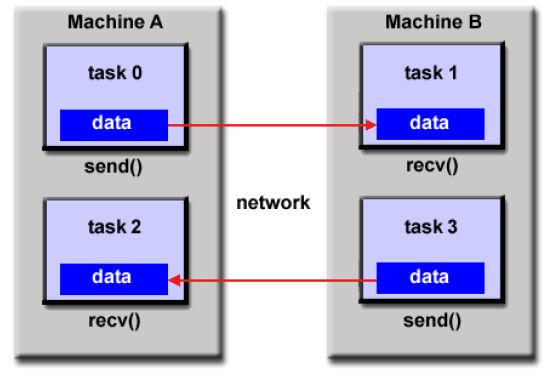 Machine A
task 0
data
send()
task 2
data
recv()
network
Machine B
task 1
data
recv()
task 3
data
send()